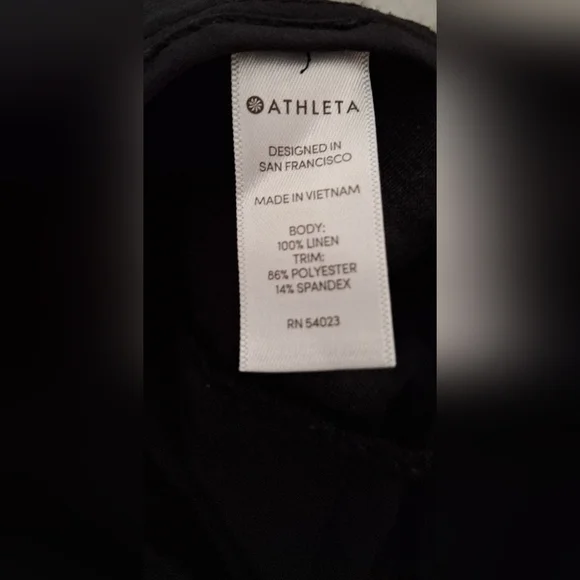 ATHLETA
DESIGNED IN
SAN FRANCISCO
MADE IN VIETNAM
BODY:
100% LINEN
TRIM:
86% POLYESTER
14% SPANDEX
RN 54023